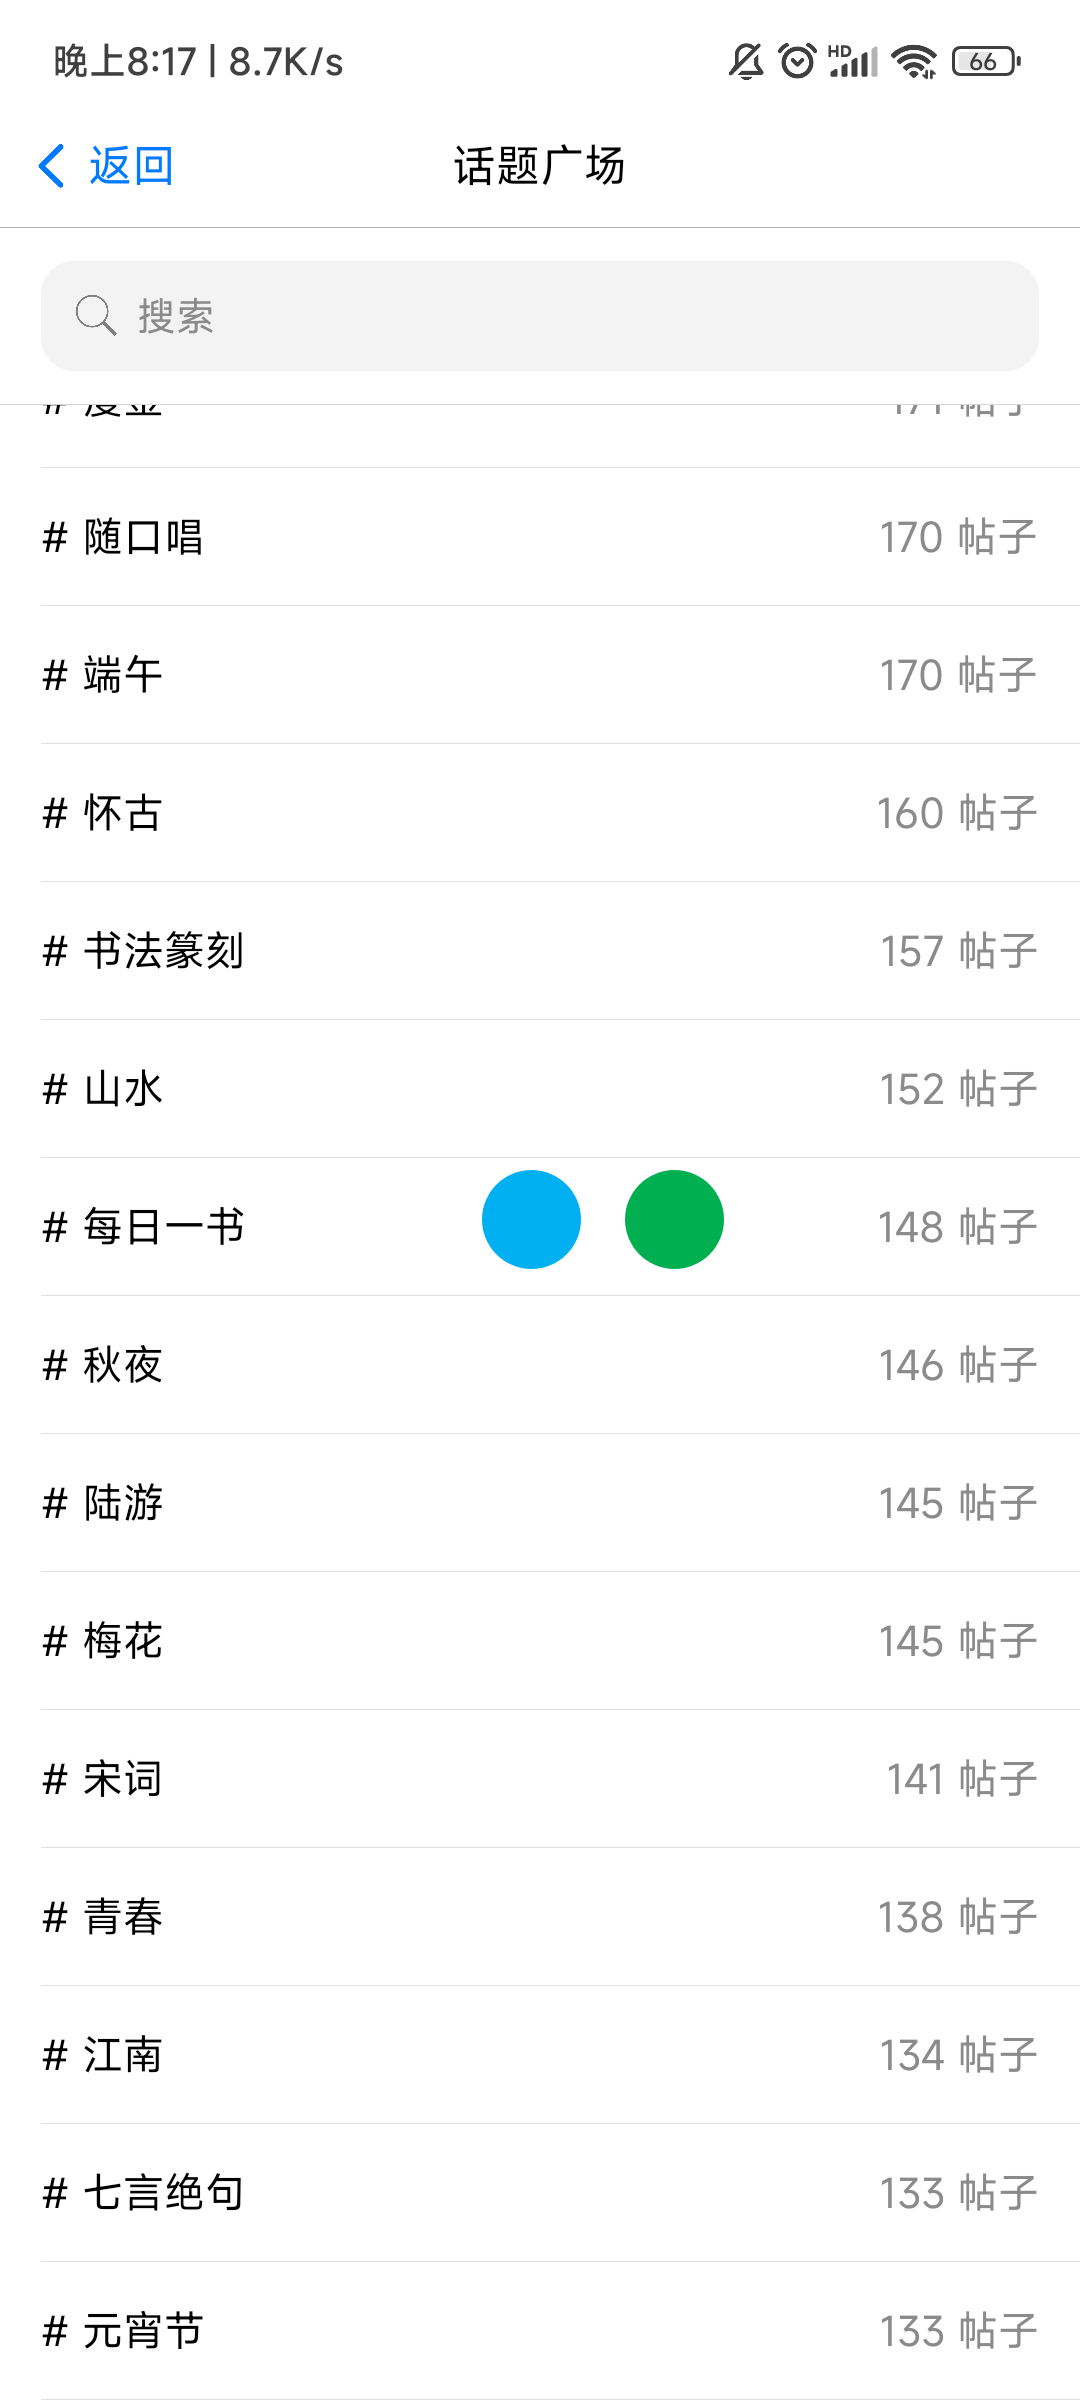 晚上8:17 | 8.7K/s
HD
66
返回
话题广场
搜索
# 随口唱 170 帖子
# 端午 170 帖子
# 怀古 160 帖子
# 书法篆刻 157 帖子
# 山水 152 帖子
# 每日一书 148 帖子
# 秋夜 146 帖子
# 陆游 145 帖子
# 梅花 145 帖子
# 宋词 141 帖子
# 青春 138 帖子
# 江南 134 帖子
# 七言绝句 133 帖子
# 元宵节 133 帖子